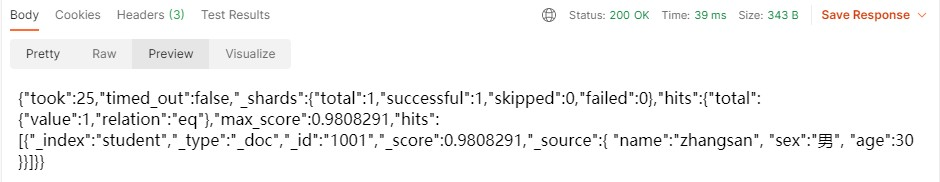 Body Cookies Headers (3) Test Results Status: 200 OK Time: 39 ms Size: 343 B Save Response
Pretty Raw Preview Visualize
{"took":25,"timed_out":false,"_shards":{"total":1,"successful":1,"skipped":0,"failed":0},"hits":{"total":
{"value":1,"relation":"eq"},"max_score":0.9808291,"hits":
[{"_index":"student","_type":"_doc","_id":"1001","_score":0.9808291,"_source":{ "name":"zhangsan", "sex":"男", "age":30
}}]}}